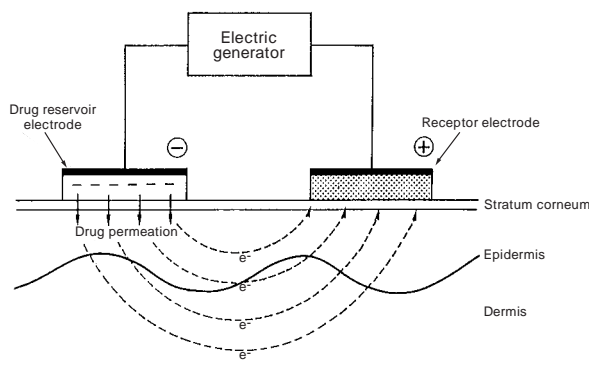 Electric
generator
Drug reservoir
electrode
−
+
Receptor electrode
Stratum corneum
Drug permeation
Epidermis
e-
e-
Dermis
e-
e-